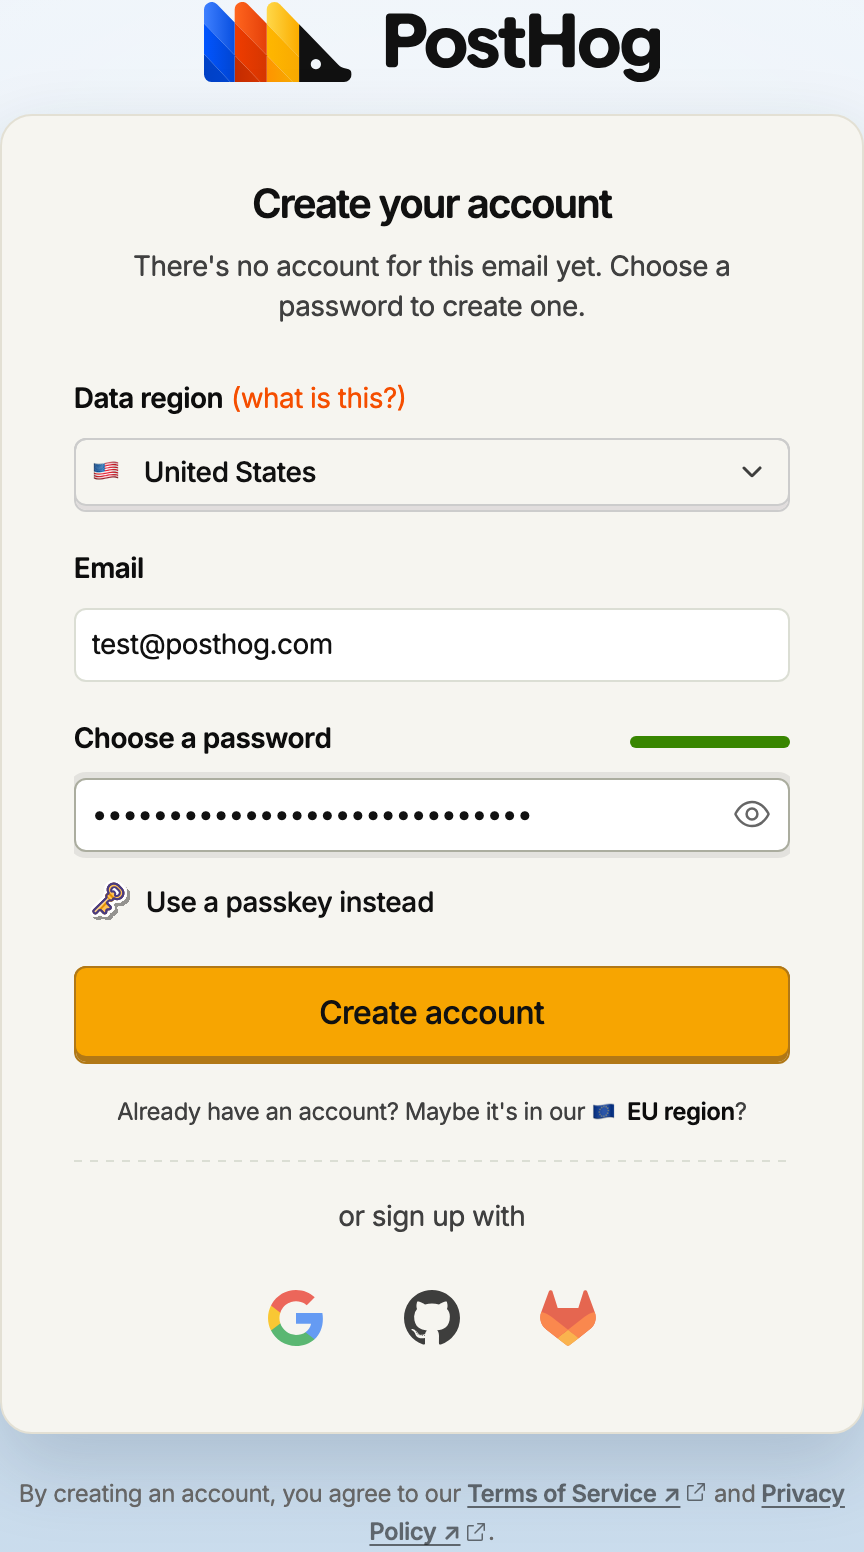 PostHog
Create your account
There's no account for this email yet. Choose a
password to create one.
Data region (what is this?)
United States
Email
test@posthog.com
Choose a password
•••••••••••••••••••••••••••••
Use a passkey instead
Create account
Already have an account? Maybe it's in our 🇪🇺 EU region?
or sign up with
By creating an account, you agree to our Terms of Service ↗ and Privacy
Policy ↗.